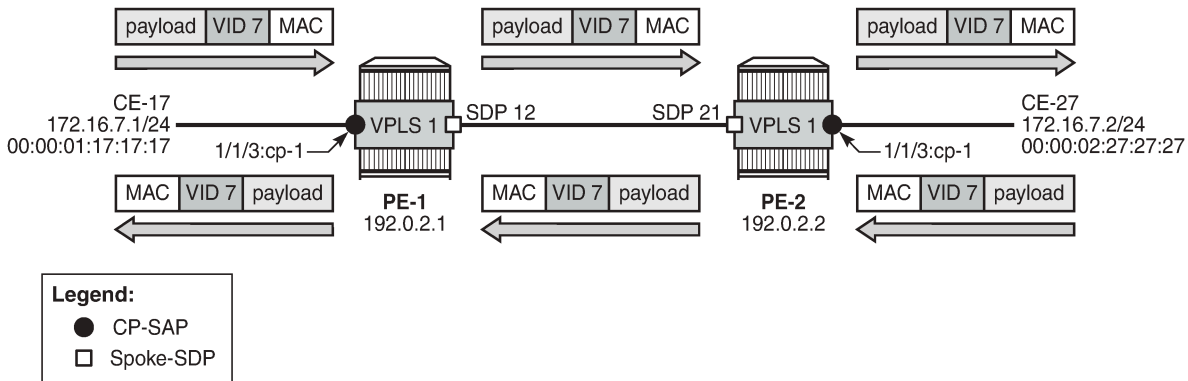 payload VID 7 MAC
payload VID 7 MAC
payload VID 7 MAC
CE-17
172.16.7.1/24
00:00:01:17:17:17
1/1/3:cp-1
VPLS 1
SDP 12
SDP 21
VPLS 1
1/1/3:cp-1
CE-27
172.16.7.2/24
00:00:02:27:27:27
MAC VID 7 payload
PE-1
192.0.2.1
MAC VID 7 payload
PE-2
192.0.2.2
MAC VID 7 payload
Legend:
CP-SAP
Spoke-SDP